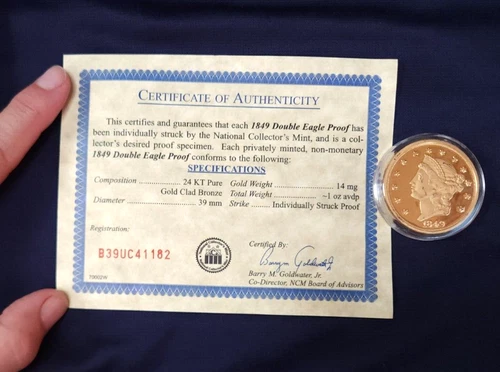 CERTIFICATE OF AUTHENTICITY
This certifies and guarantees that each 1849 Double Eagle Proof has
been individually struck by the National Collector's Mint, and is a col-
lector's desired proof specimen. Each privately minted, non-monetary
1849 Double Eagle Proof conforms to the following:
SPECIFICATIONS
Composition .............. 24 KT Pure Gold Weight ........................ 14 mg
Gold Clad Bronze Total Weight .................. ~1 oz avdp
Diameter ........................... 39 mm Strike ........... Individually Struck Proof
Registration:
B39UC41182
Certified By:
Barry M. Goldwater, Jr.
Co-Director, NCM Board of Advisors
1849